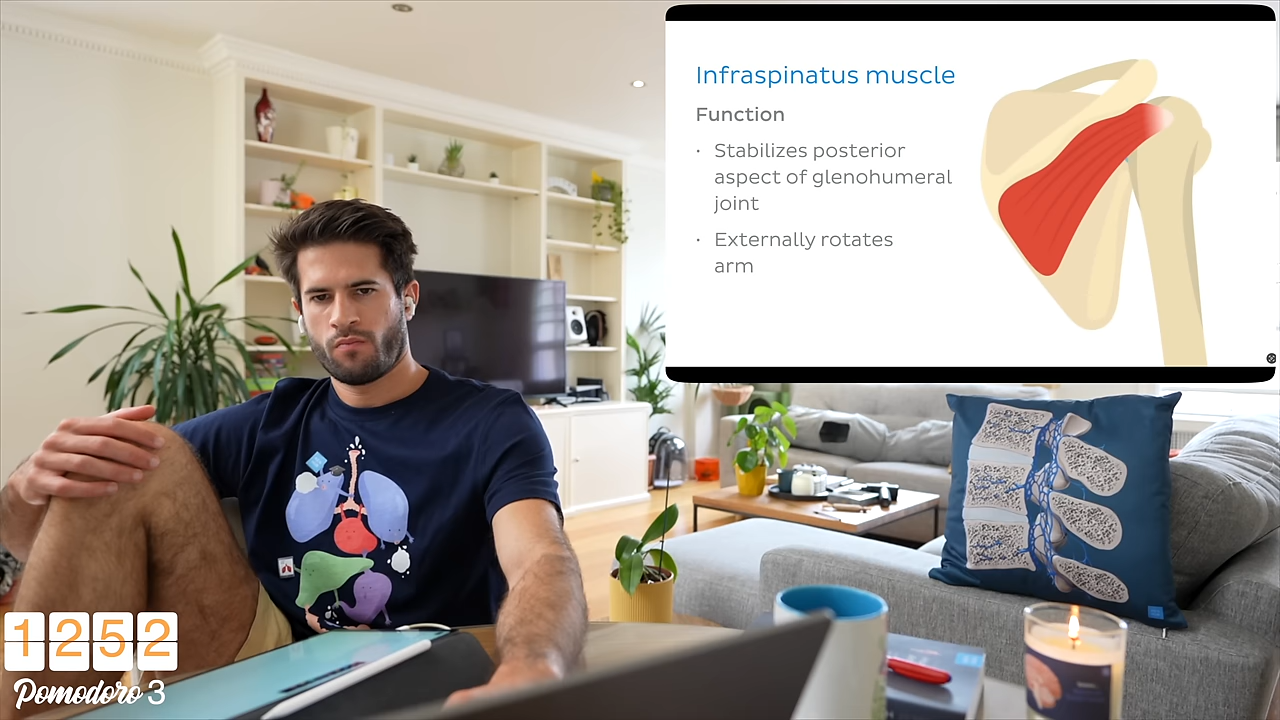 Infraspinatus muscle
Function
· Stabilizes posterior
aspect of glenohumeral
joint
· Externally rotates
arm
1252
Pomodoro 3